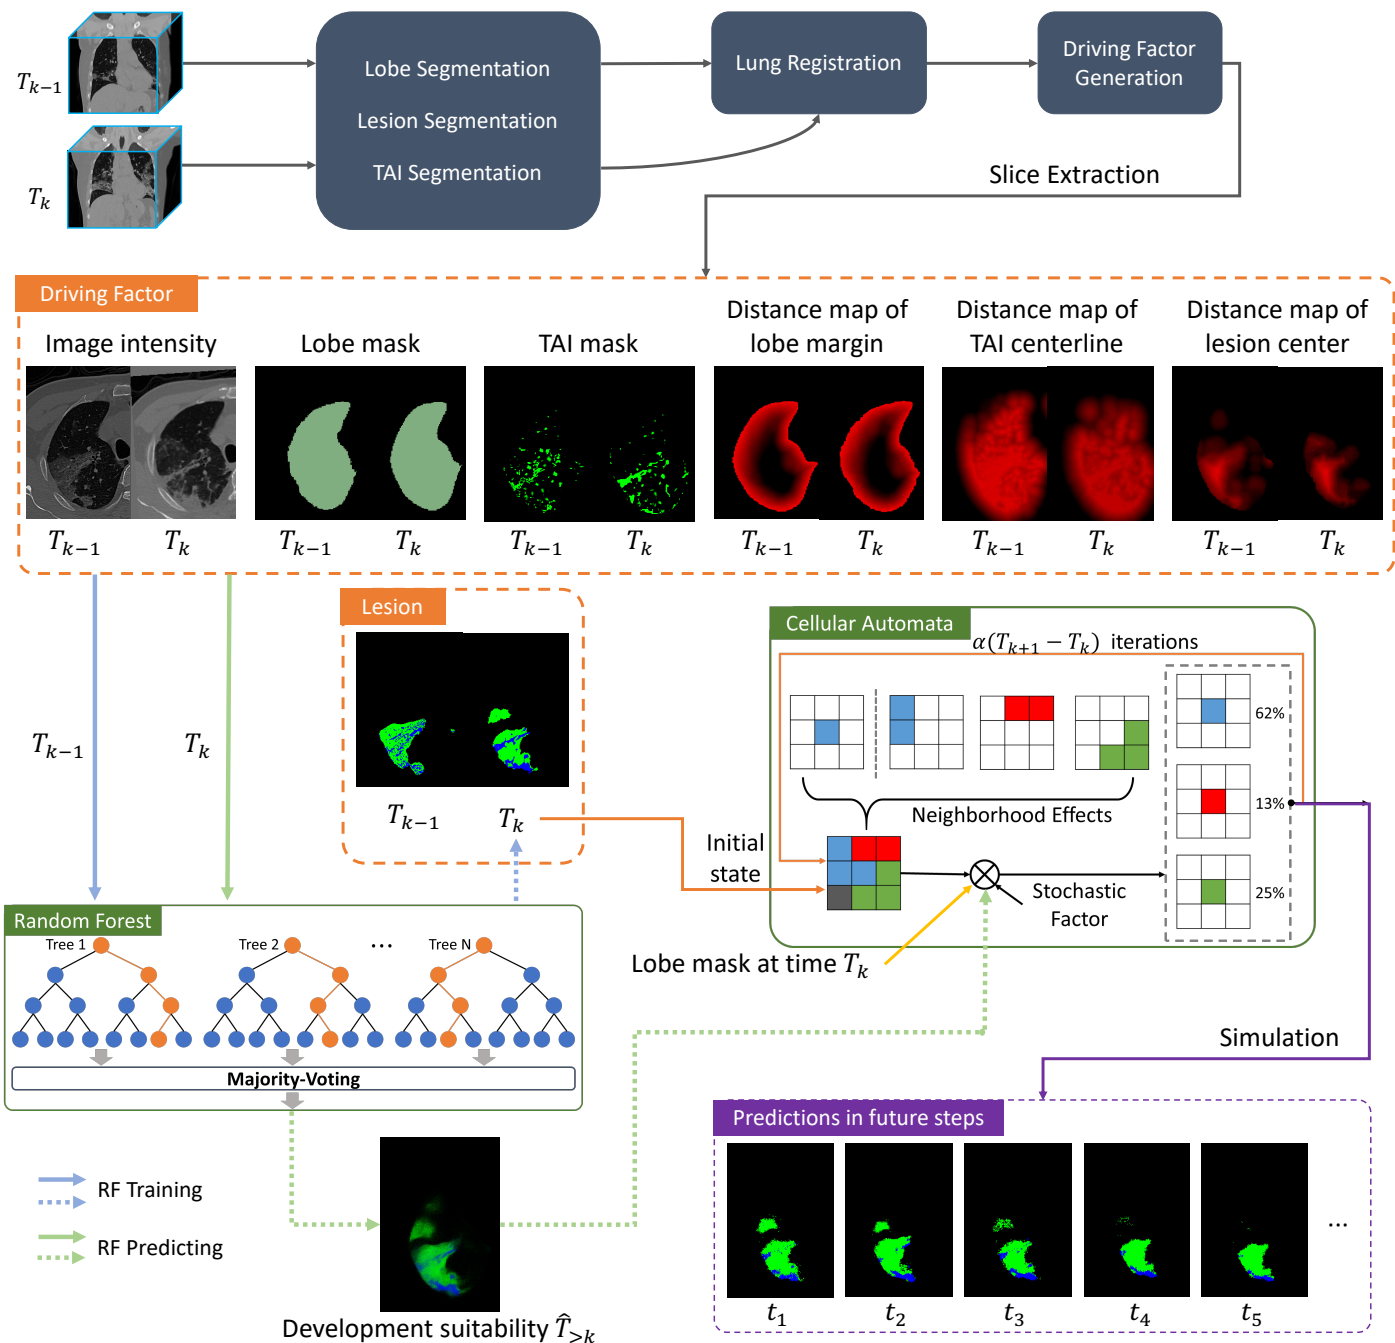 T_{k−1}
T_k
Lobe Segmentation
Lesion Segmentation
TAI Segmentation
Lung Registration
Driving Factor
Generation
Slice Extraction
Driving Factor
Image intensity
Lobe mask
TAI mask
Distance map of
lobe margin
Distance map of
TAI centerline
Distance map of
lesion center
T_{k−1} T_k
T_{k−1} T_k
T_{k−1} T_k
T_{k−1} T_k
T_{k−1} T_k
T_{k−1} T_k
T_{k−1}
T_k
Lesion
T_{k−1} T_k
Cellular Automata
α(T_{k+1} − T_k) iterations
62%
13%
25%
Neighborhood Effects
Initial
state
Stochastic
Factor
Lobe mask at time T_k
Random Forest
Tree 1
Tree 2
...
Tree N
Majority-Voting
Simulation
RF Training
RF Predicting
Development suitability T̂_{>k}
Predictions in future steps
...
t_1 t_2 t_3 t_4 t_5